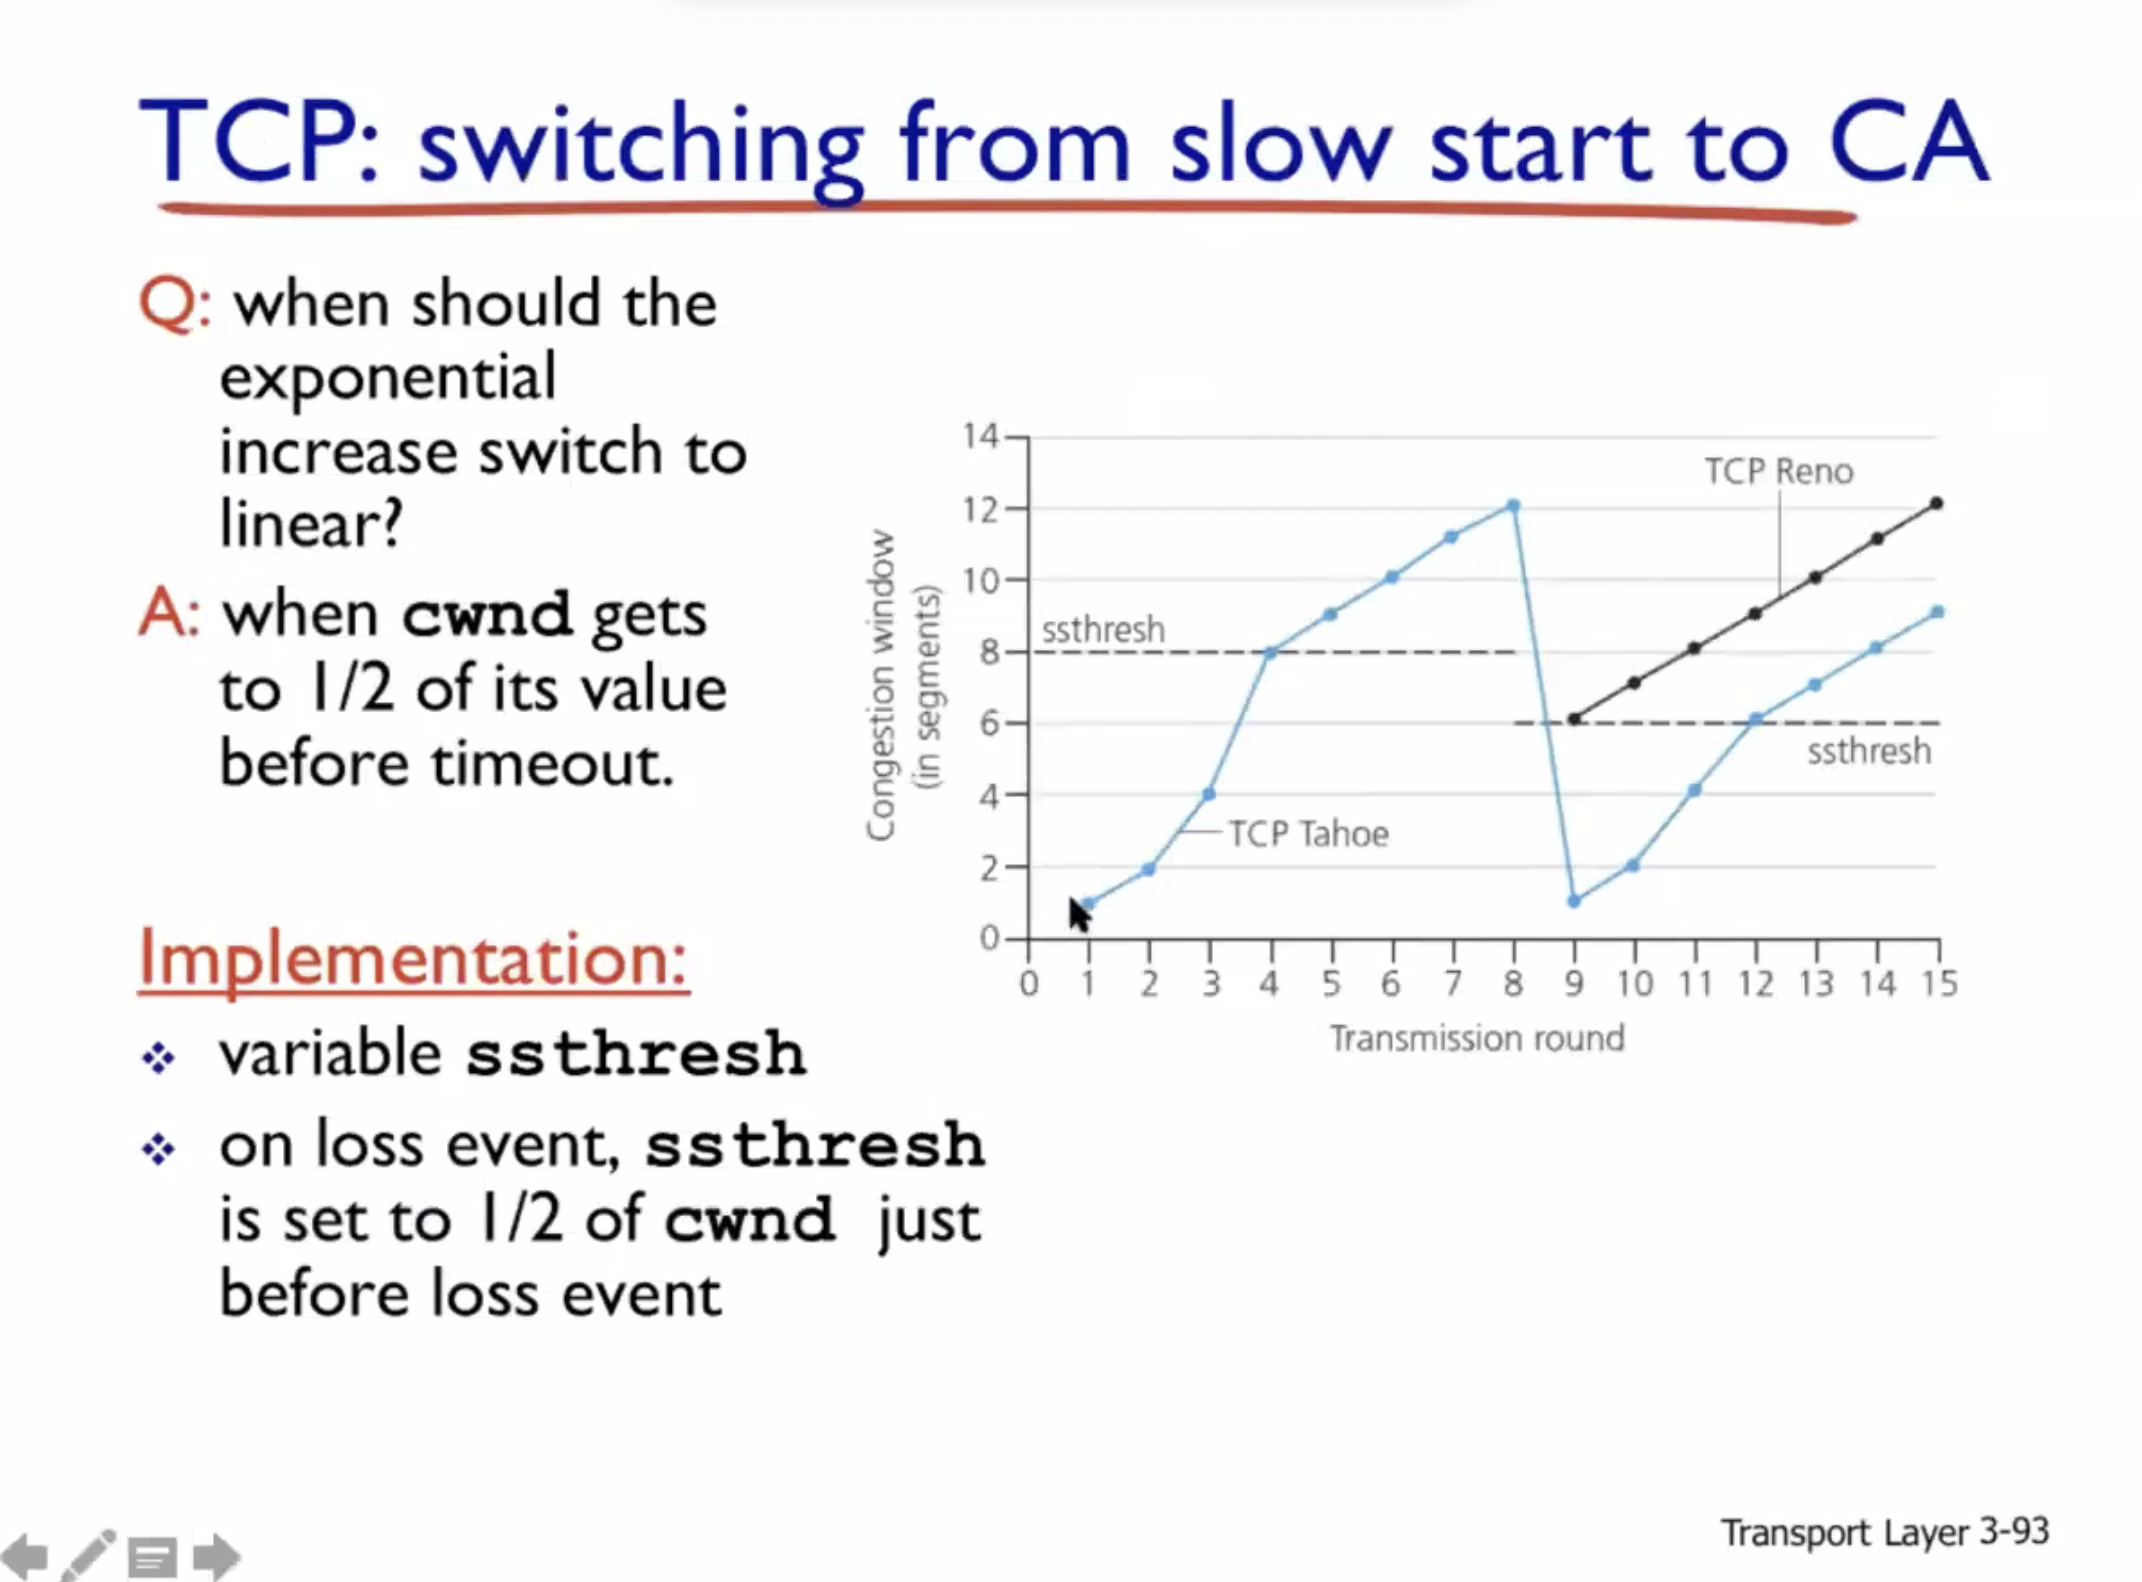 TCP: switching from slow start to CA
Q: when should the
exponential
increase switch to
linear?
A: when cwnd gets
to 1/2 of its value
before timeout.
Implementation:
variable ssthresh
on loss event, ssthresh
is set to 1/2 of cwnd just
before loss event
Congestion window
(in segments)
14
12
10
8
6
4
2
0
ssthresh
TCP Reno
ssthresh
TCP Tahoe
0 1 2 3 4 5 6 7 8 9 10 11 12 13 14 15
Transmission round
Transport Layer 3-93